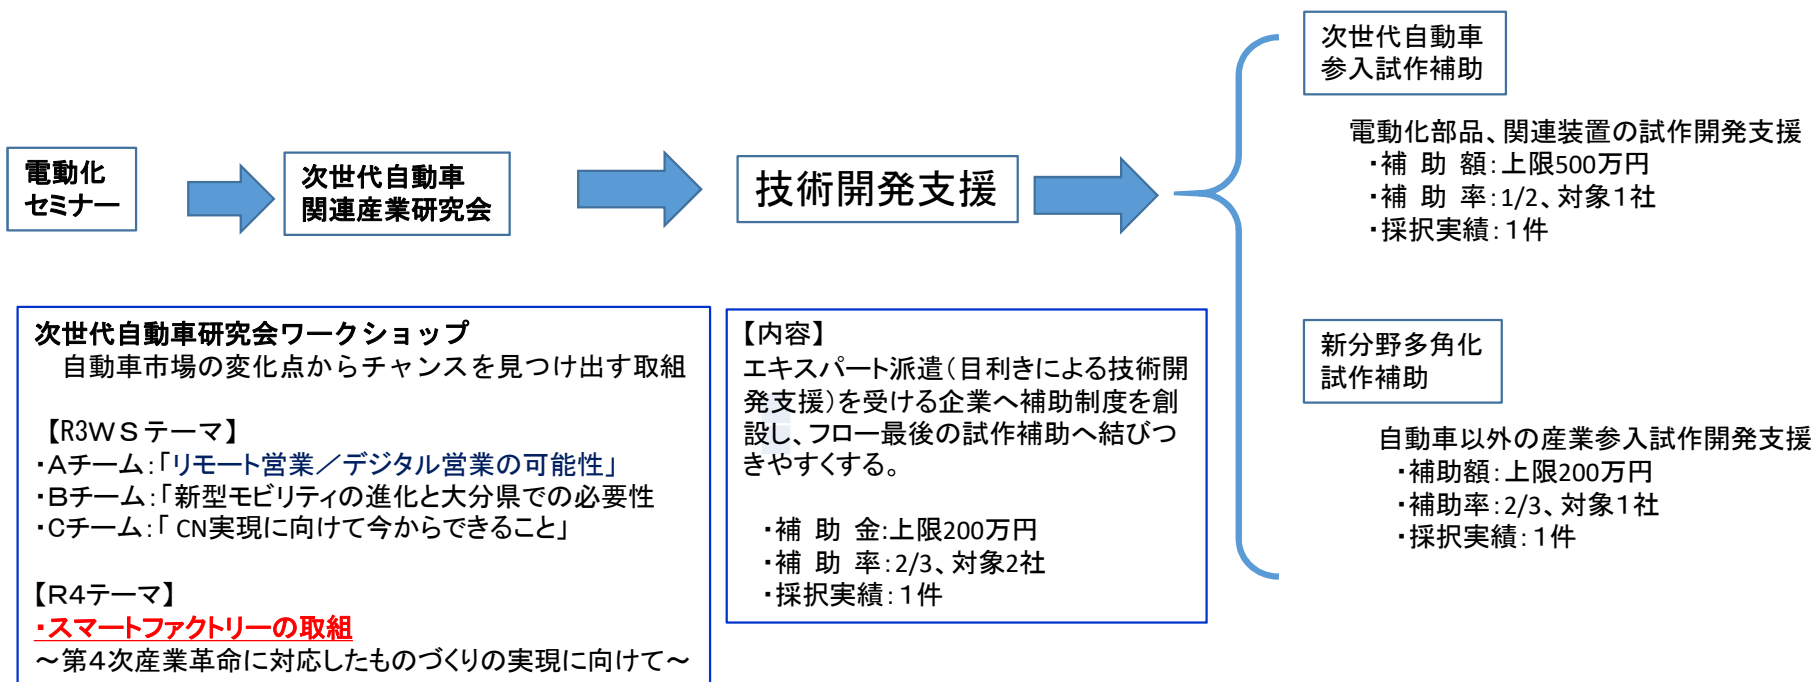 電動化
セミナー
次世代自動車
関連産業研究会
技術開発支援
次世代自動車
参入試作補助
電動化部品、関連装置の試作開発支援
・補 助 額:上限500万円
・補 助 率:1/2、対象1社
・採択実績:1件
新分野多角化
試作補助
自動車以外の産業参入試作開発支援
・補助額:上限200万円
・補助率:2/3、対象1社
・採択実績:1件
次世代自動車研究会ワークショップ
自動車市場の変化点からチャンスを見つけ出す取組
【R3WSテーマ】
・Aチーム:「リモート営業／デジタル営業の可能性」
・Bチーム:「新型モビリティの進化と大分県での必要性
・Cチーム:「 CN実現に向けて今からできること」
【R4テーマ】
・スマートファクトリーの取組
～第4次産業革命に対応したものづくりの実現に向けて～
【内容】
エキスパート派遣(目利きによる技術開
発支援)を受ける企業へ補助制度を創
設し、フロー最後の試作補助へ結びつ
きやすくする。
・補 助 金:上限200万円
・補 助 率:2/3、対象2社
・採択実績:1件